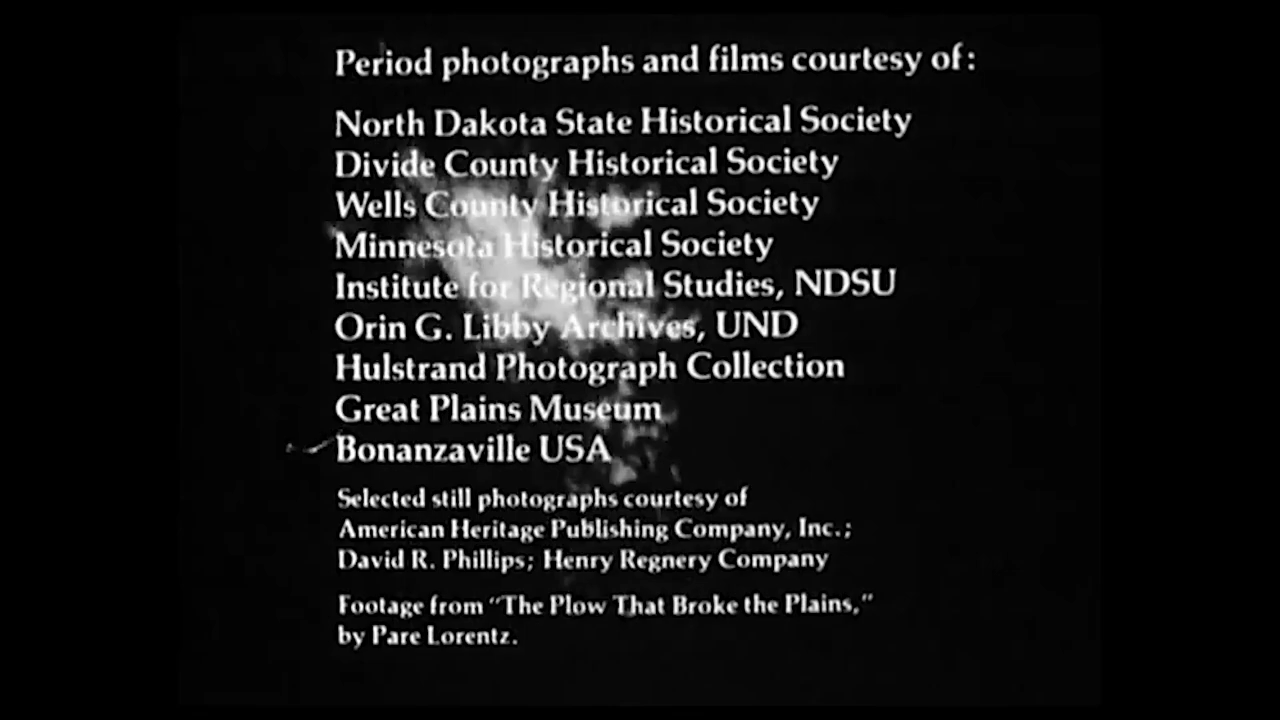 Period photographs and films courtesy of:
North Dakota State Historical Society
Divide County Historical Society
Wells County Historical Society
Minnesota Historical Society
Institute for Regional Studies, NDSU
Orin G. Libby Archives, UND
Hulstrand Photograph Collection
Great Plains Museum
Bonanzaville USA
Selected still photographs courtesy of
American Heritage Publishing Company, Inc.;
David R. Phillips; Henry Regnery Company
Footage from "The Plow That Broke the Plains,"
by Pare Lorentz.